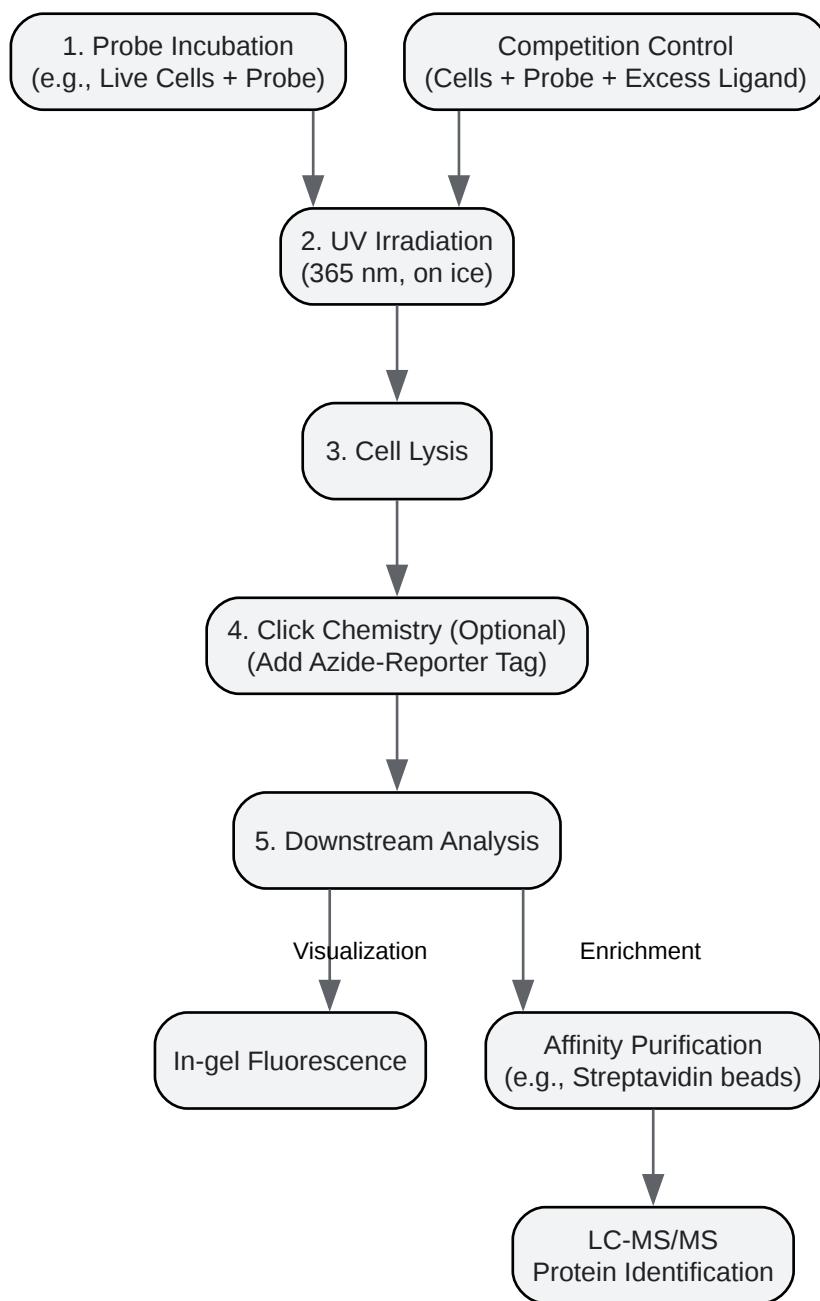 1. Probe Incubation
(e.g., Live Cells + Probe)
Competition Control
(Cells + Probe + Excess Ligand)
2. UV Irradiation
(365 nm, on ice)
3. Cell Lysis
4. Click Chemistry (Optional)
(Add Azide-Reporter Tag)
5. Downstream Analysis
Visualization
Enrichment
In-gel Fluorescence
Affinity Purification
(e.g., Streptavidin beads)
LC-MS/MS
Protein Identification